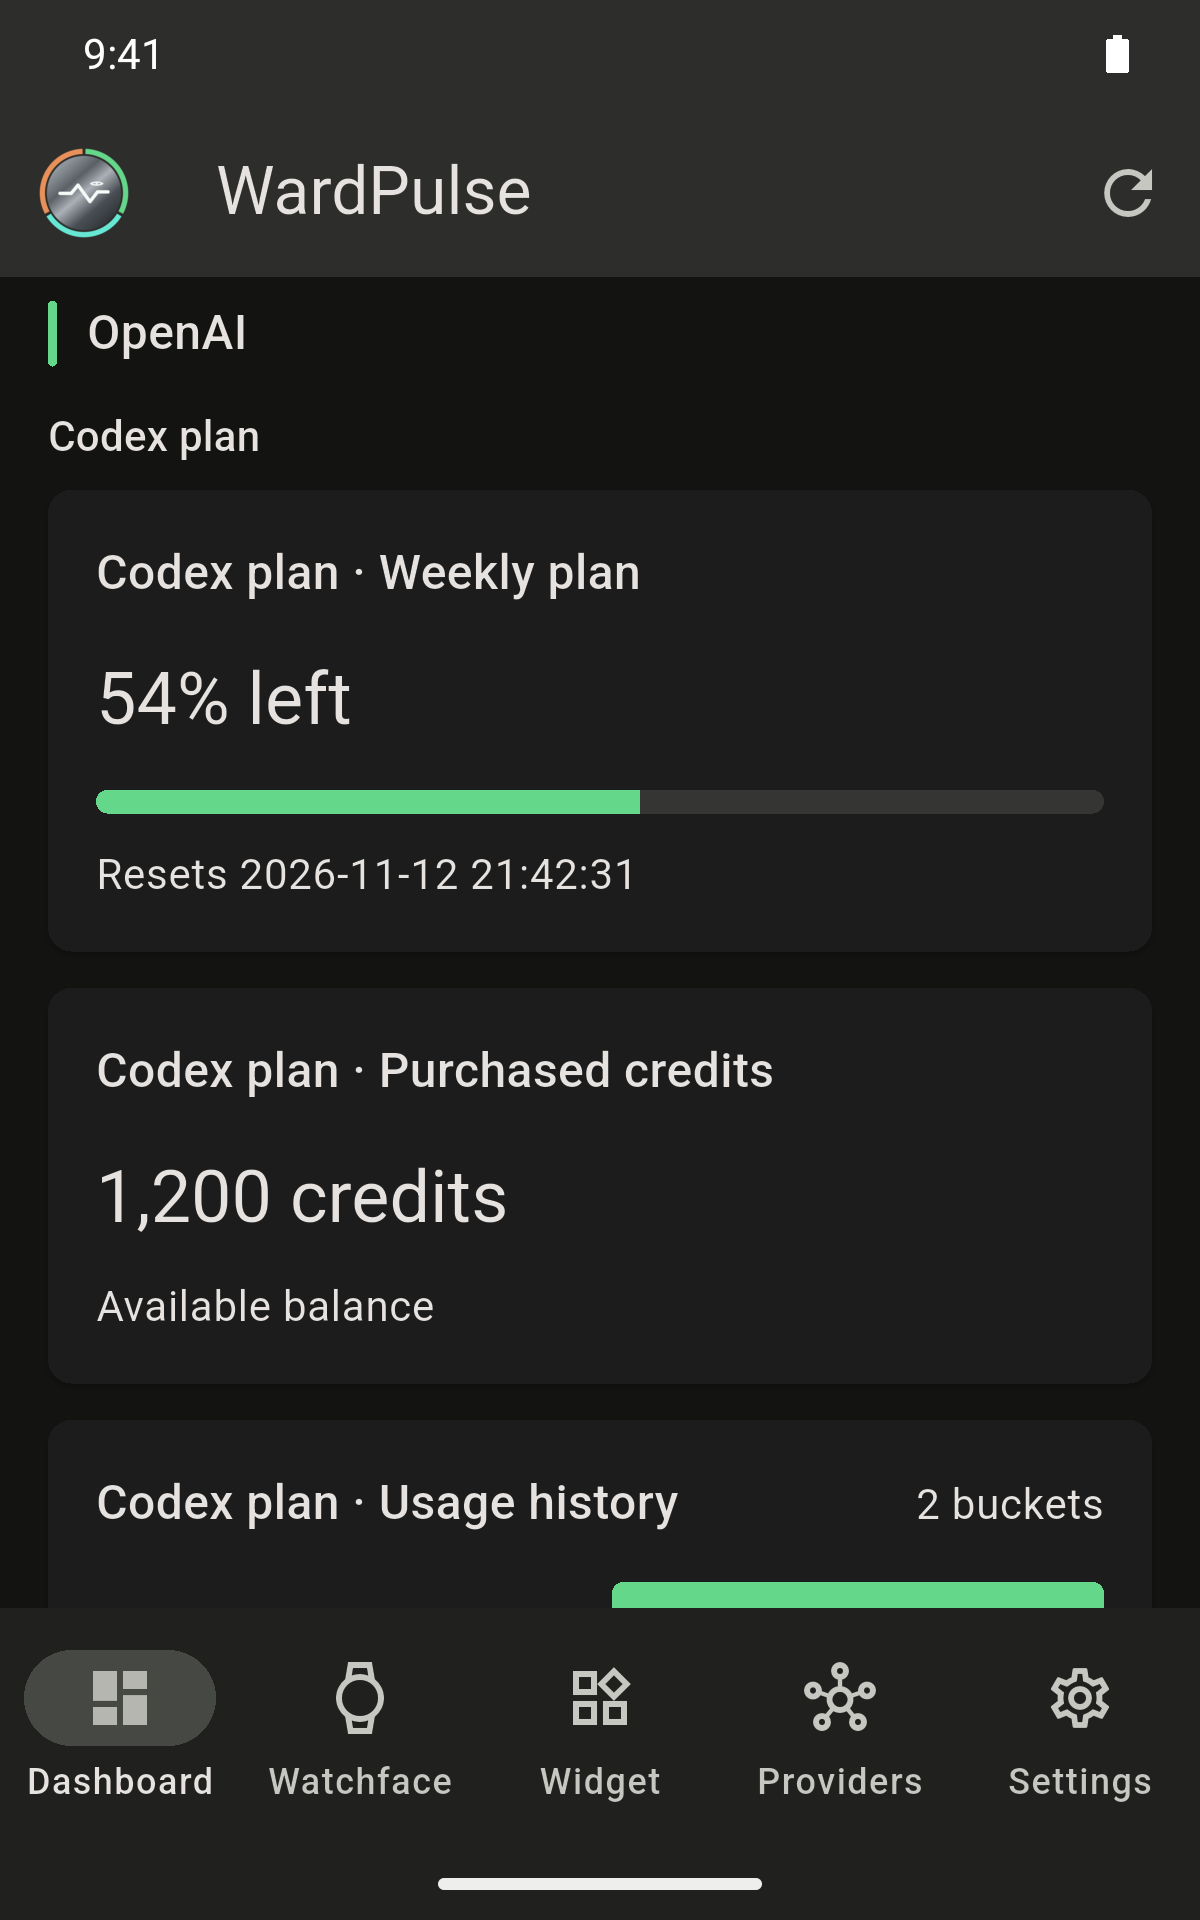 9:41
WardPulse
OpenAI
Codex plan
Codex plan · Weekly plan
54% left
Resets 2026-11-12 21:42:31
Codex plan · Purchased credits
1,200 credits
Available balance
Codex plan · Usage history 2 buckets
Dashboard Watchface Widget Providers Settings